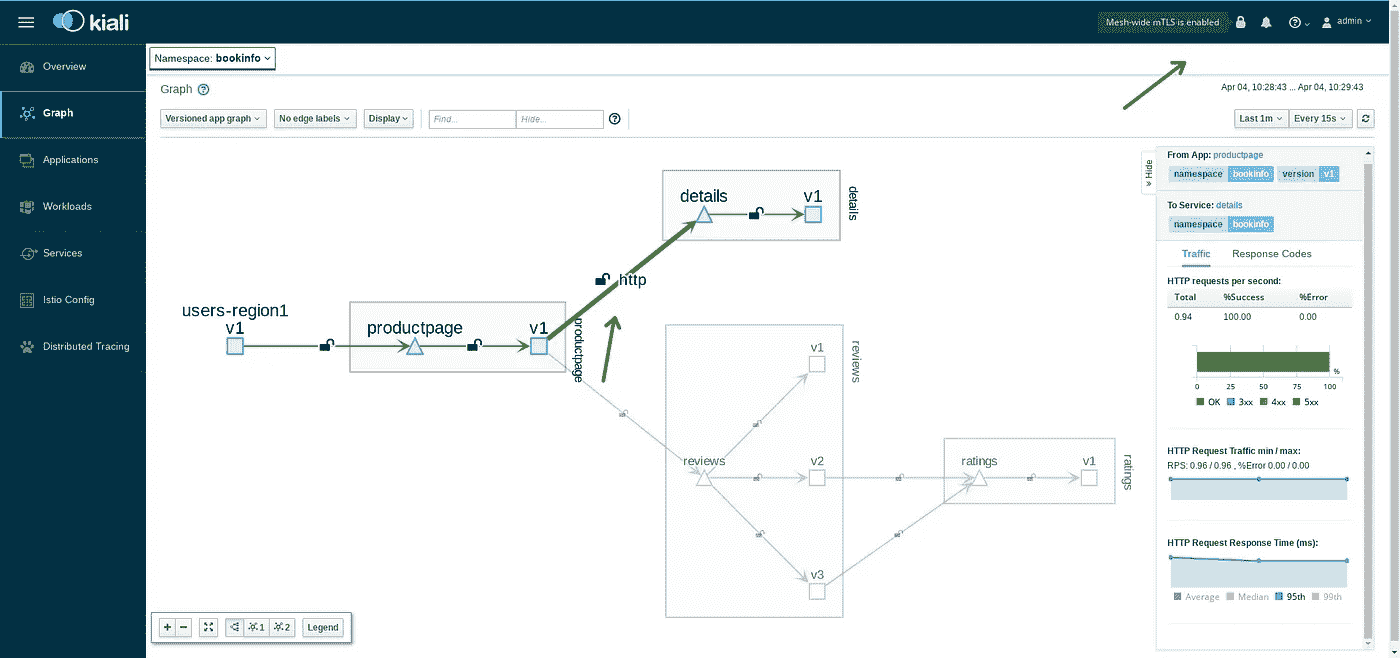 kiali
Mesh-wide mTLS is enabled
admin
Namespace: bookinfo
Overview
Graph
Applications
Workloads
Services
Istio Config
Distributed Tracing
Graph
Apr 04, 10:28:43 ... Apr 04, 10:29:43
Versioned app graph
No edge labels
Display
Find...
Hide...
Last 1m
Every 15s
users-region1
v1
productpage
v1
productpage
http
details
v1
details
reviews
v1
v2
v3
reviews
ratings
v1
ratings
Hide »
From App: productpage
namespace bookinfo version v1
To Service: details
namespace bookinfo
Traffic Response Codes
HTTP requests per second:
Total %Success %Error
0.94 100.00 0.00
%
0 25 50 75 100
OK 3xx 4xx 5xx
HTTP Request Traffic min / max:
RPS: 0.96 / 0.96 , %Error 0.00 / 0.00
HTTP Request Response Time (ms):
Average Median 95th 99th
1 2 Legend